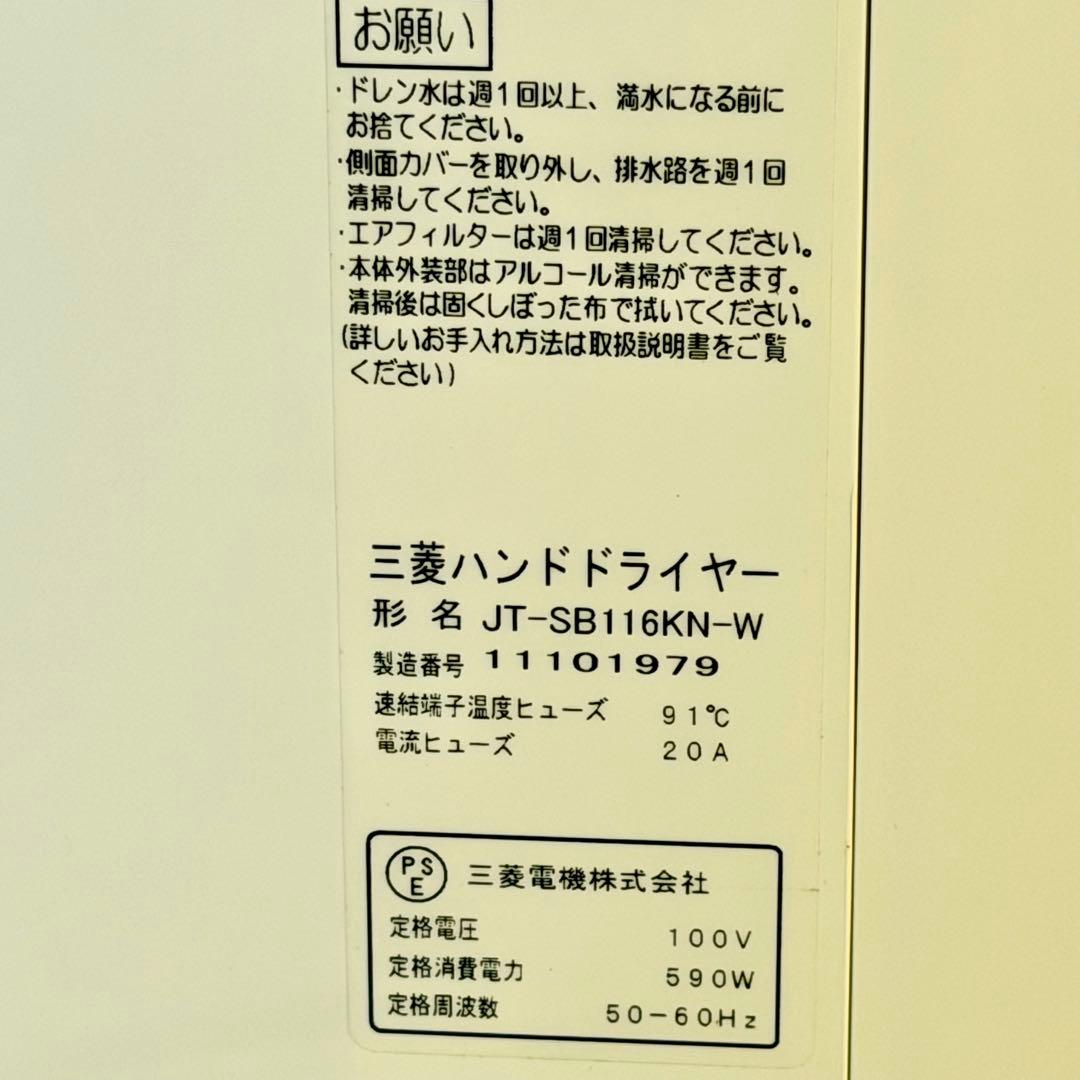 お願い
・ドレン水は週1回以上、満水になる前に
お捨てください。
・側面カバーを取り外し、排水路を週1回
清掃してください。
・エアフィルターは週1回清掃してください。
・本体外装部はアルコール清掃ができます。
清掃後は固くしぼった布で拭いてください。
(詳しいお手入れ方法は取扱説明書をご覧
ください)
三菱ハンドドライヤー
形名 JT-SB116KN-W
製造番号 11101979
速結端子温度ヒューズ 91℃
電流ヒューズ 20A
PSE 三菱電機株式会社
定格電圧 100V
定格消費電力 590W
定格周波数 50-60Hz